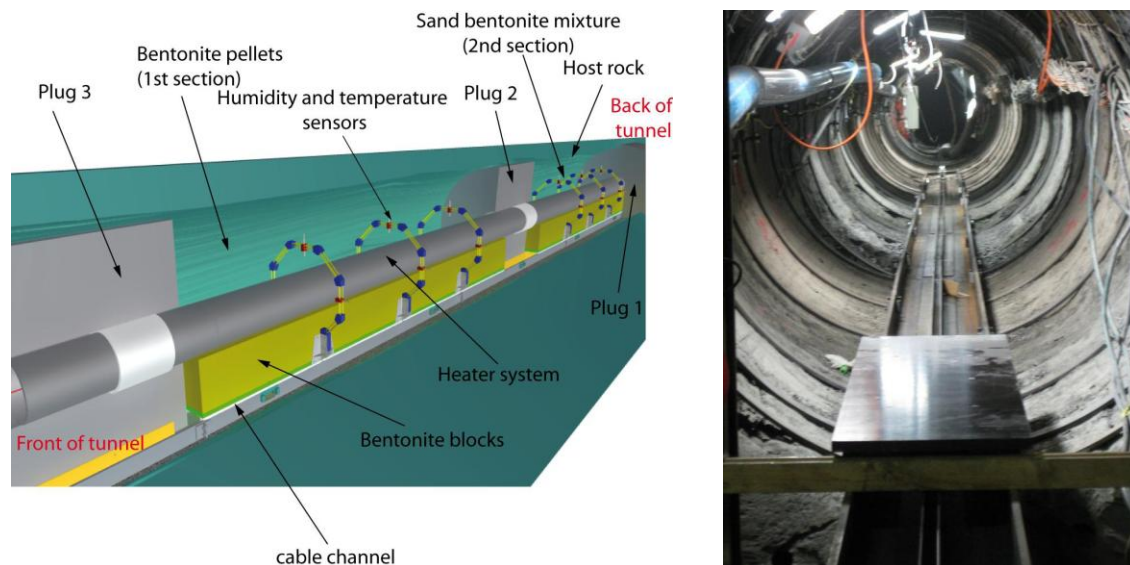 Sand bentonite mixture
(2nd section)
Bentonite pellets
(1st section)
Host rock
Plug 3
Humidity and temperature
sensors
Plug 2
Back of
tunnel
Plug 1
Heater system
Front of tunnel
Bentonite blocks
cable channel